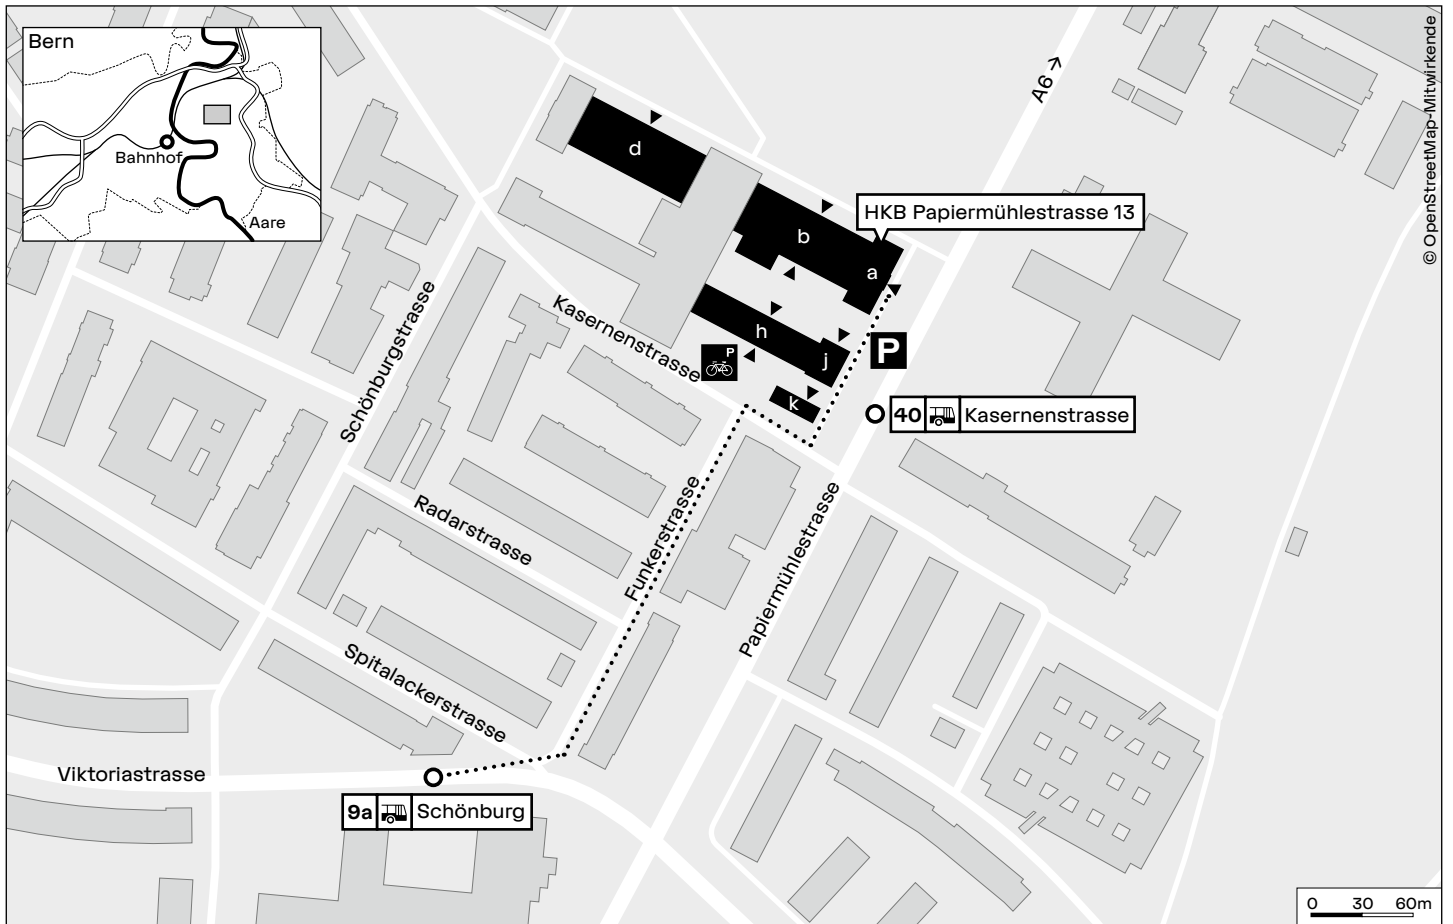 Bern
Bahnhof
Aare
A6 →
© OpenStreetMap-Mitwirkende
d
HKB Papiermühlestrasse 13
b
a
h
j
k
P
P
40
Kasernenstrasse
Kasernenstrasse
Schönburgstrasse
Radarstrasse
Funkerstrasse
Papiermühlestrasse
Spitalackerstrasse
Viktoriastrasse
9a
Schönburg
0 30 60m